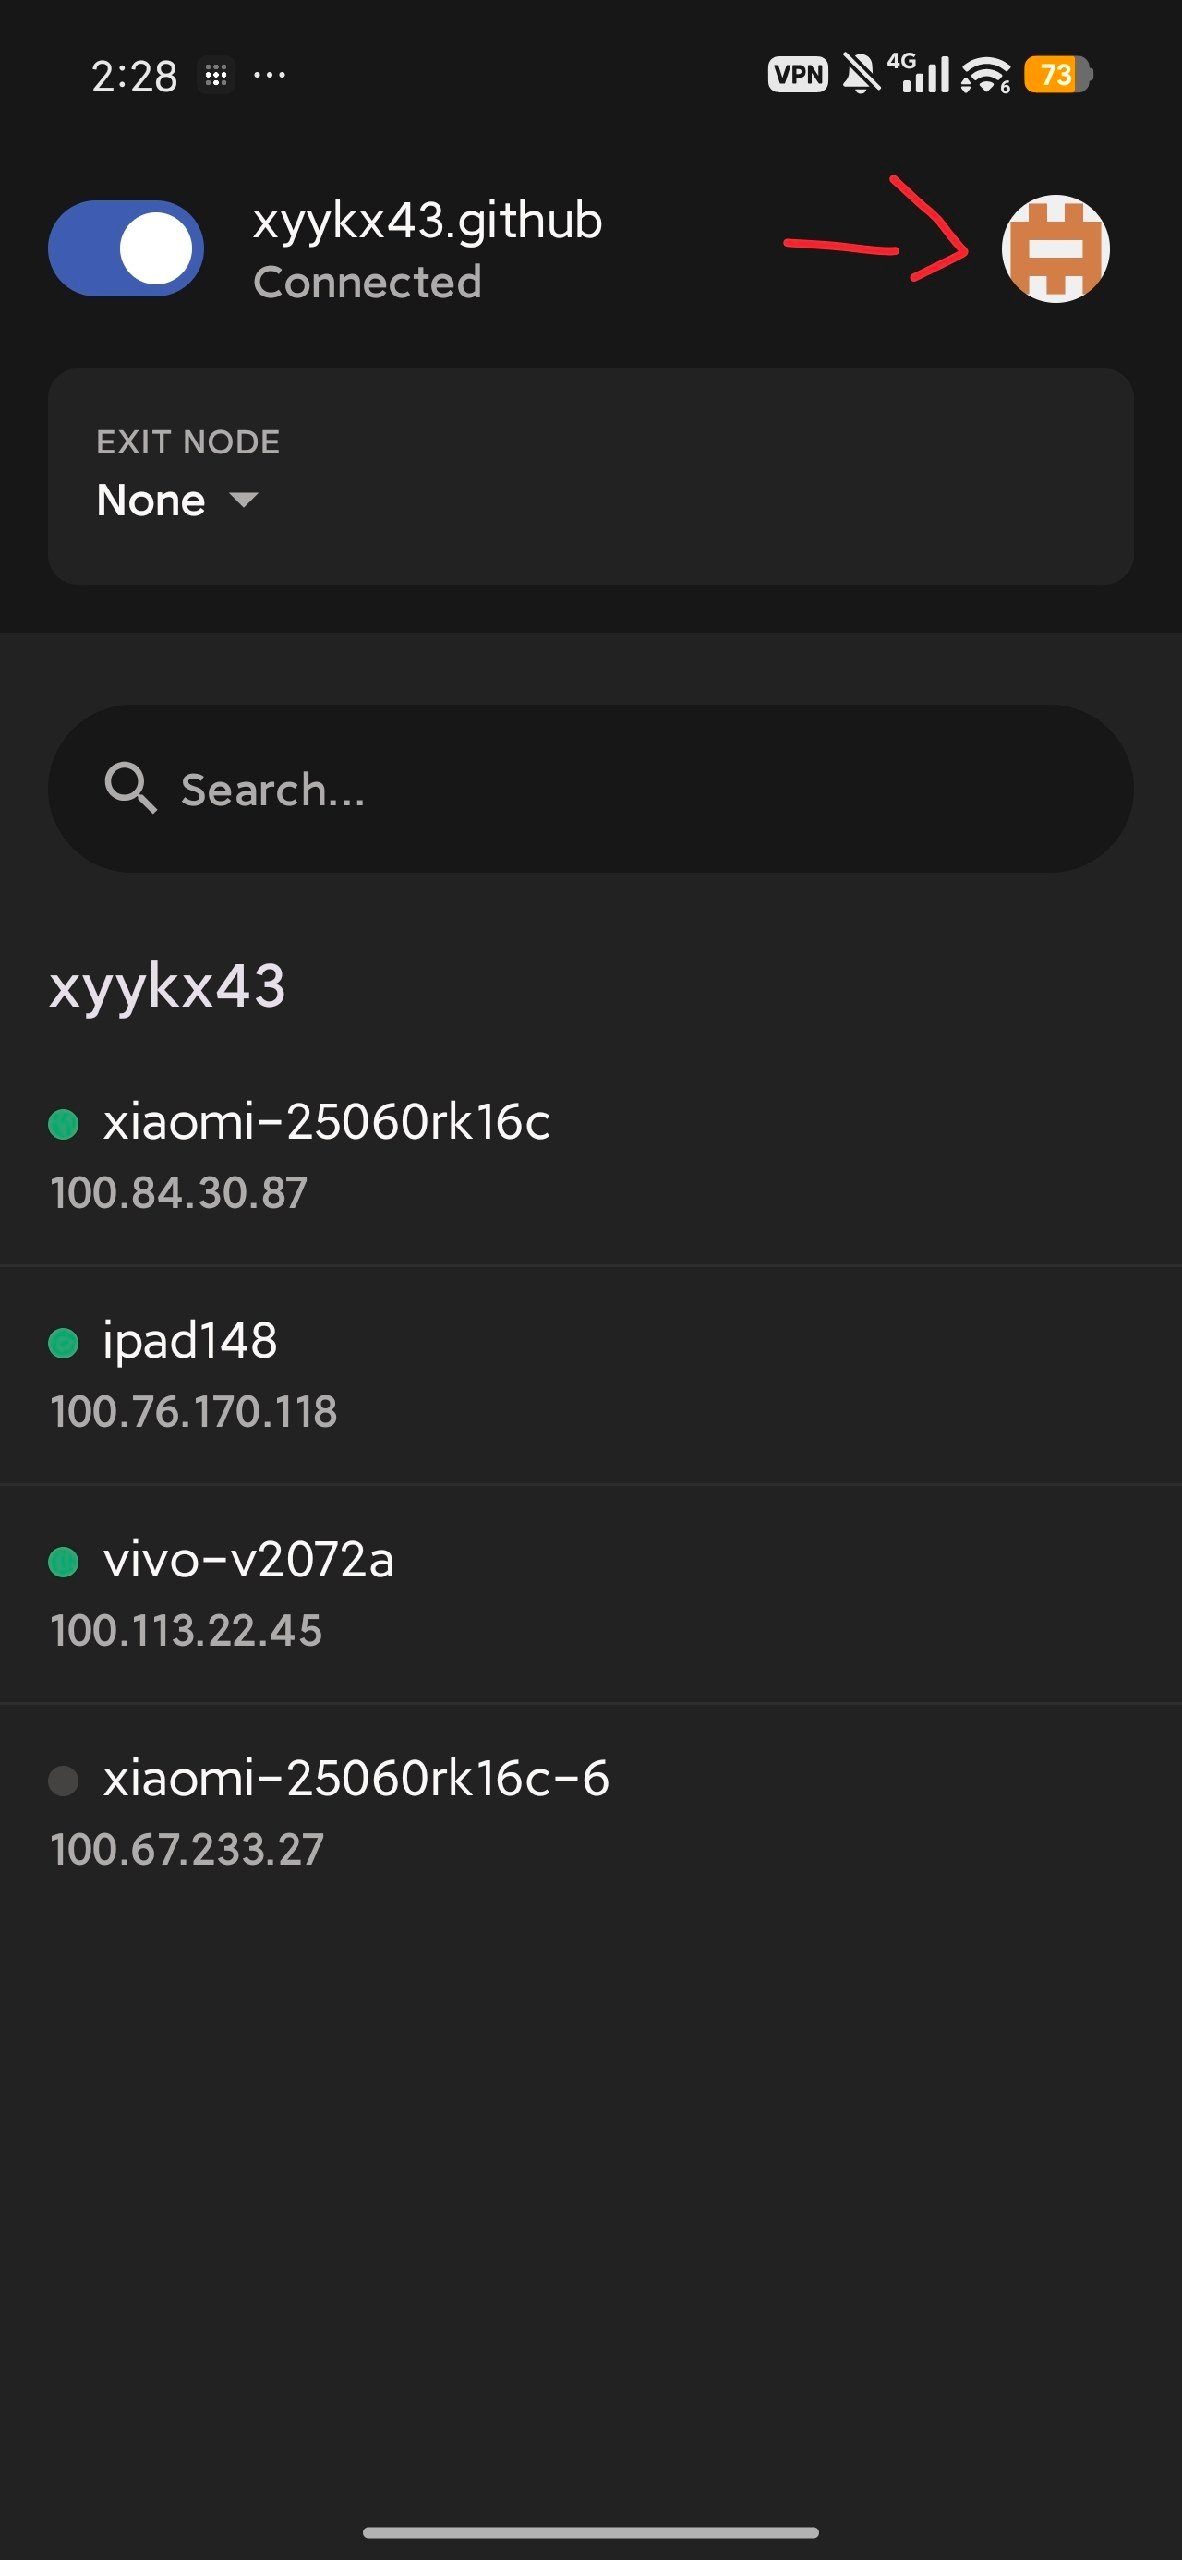 2:28 ... VPN 4G 6 73
xyykx43.github
Connected
EXIT NODE
None
Search...
xyykx43
xiaomi-25060rk16c
100.84.30.87
ipad148
100.76.170.118
vivo-v2072a
100.113.22.45
xiaomi-25060rk16c-6
100.67.233.27